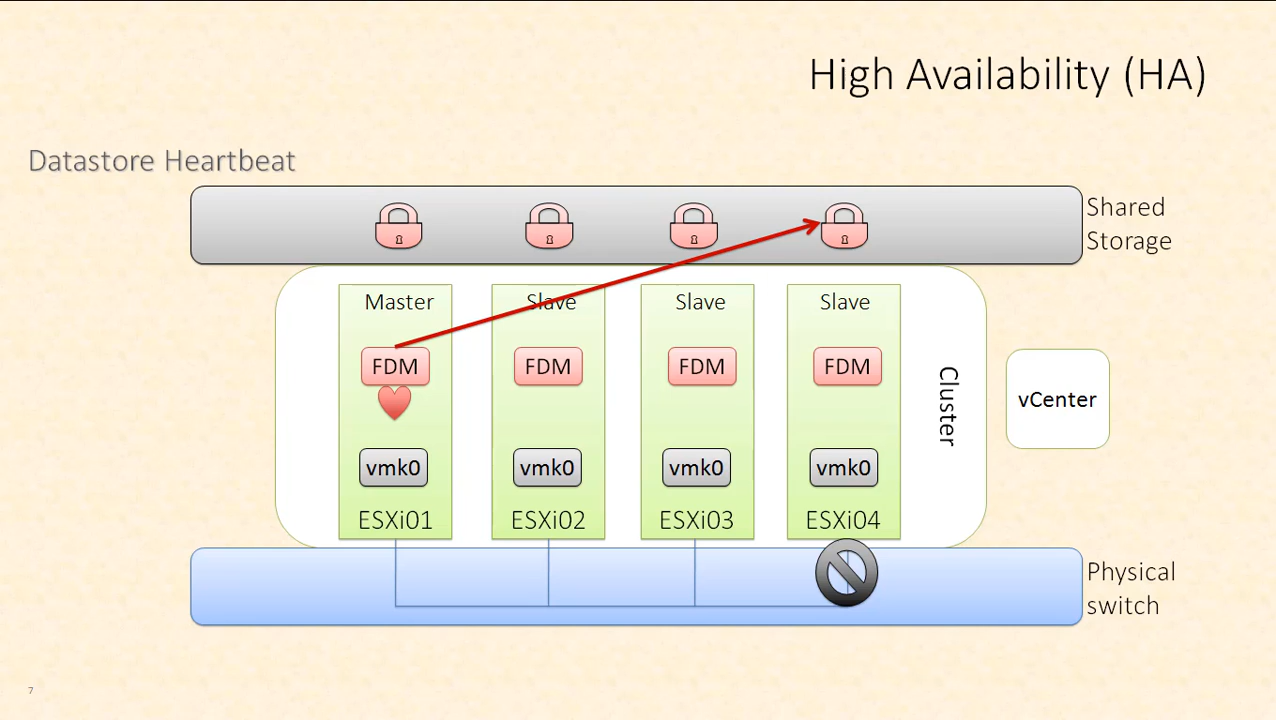 High Availability (HA)
Datastore Heartbeat
Shared
Storage
Master
Slave
Slave
Slave
FDM
FDM
FDM
FDM
Cluster
vCenter
vmk0
vmk0
vmk0
vmk0
ESXi01
ESXi02
ESXi03
ESXi04
Physical
switch
7